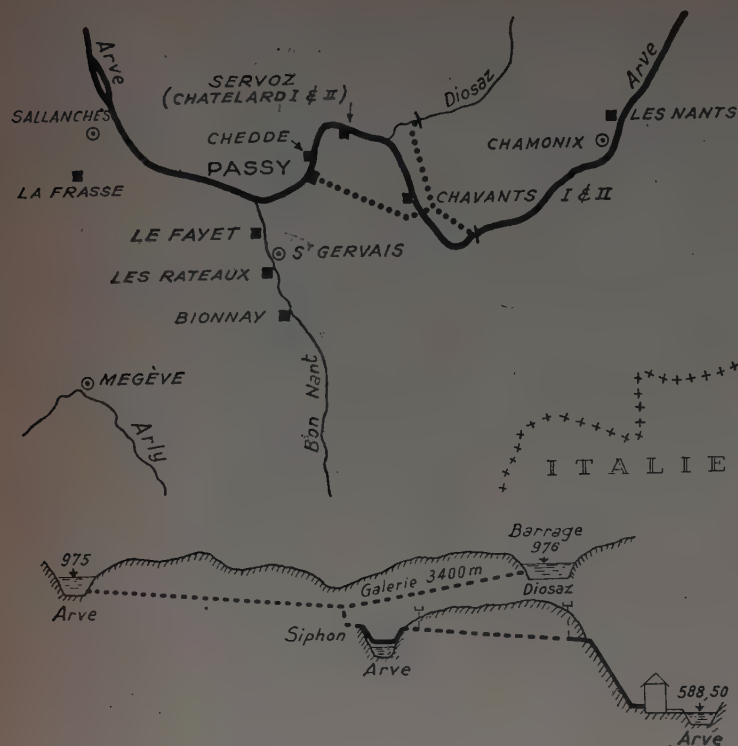 Arve
SALLANCHES
LA FRASSE
SERVOZ
(CHATELARD I & II)
CHEDDE
PASSY
Diosaz
Arve
LES NANTS
CHAMONIX
CHAVANTS I & II
LE FAYET
St GERVAIS
LES RATEAUX
BIONNAY
Bon Nant
MEGÈVE
Arly
ITALIE
975
Arve
Galerie 3400 m
Barrage
976
Diosaz
Siphon
Arve
588,50
Arve